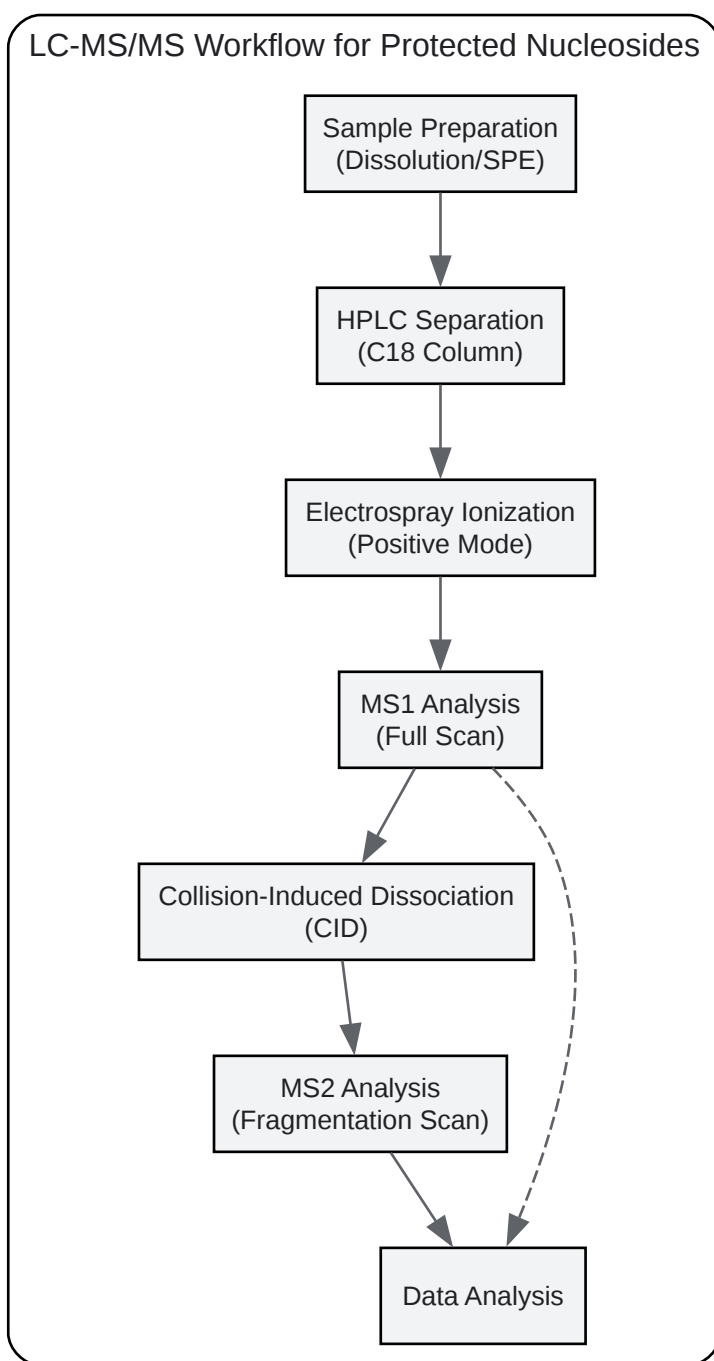 LC-MS/MS Workflow for Protected Nucleosides
Sample Preparation
(Dissolution/SPE)
HPLC Separation
(C18 Column)
Electrospray Ionization
(Positive Mode)
MS1 Analysis
(Full Scan)
Collision-Induced Dissociation
(CID)
MS2 Analysis
(Fragmentation Scan)
Data Analysis